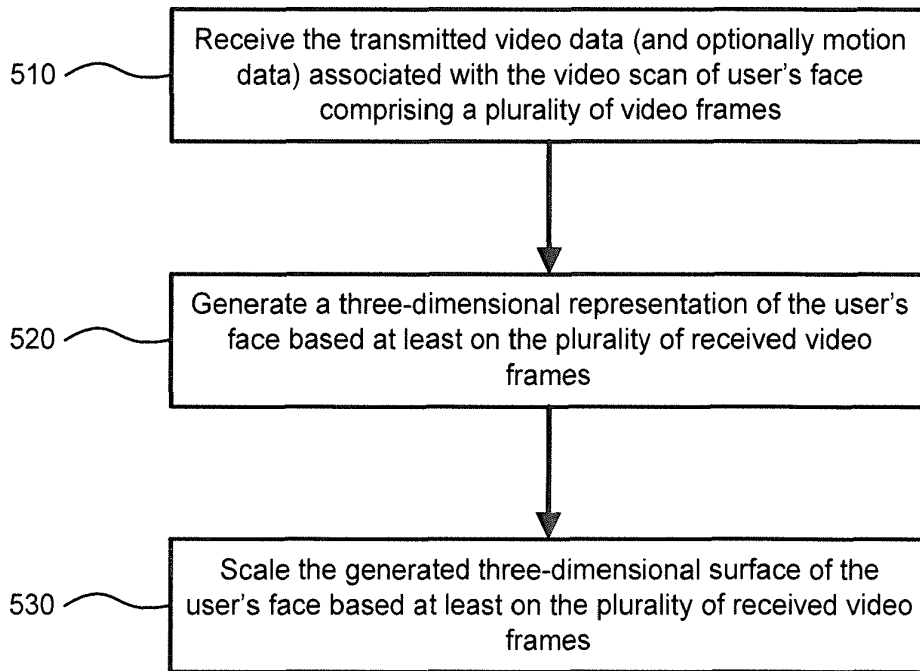 510
Receive the transmitted video data (and optionally motion
data) associated with the video scan of user's face
comprising a plurality of video frames
520
Generate a three-dimensional representation of the user's
face based at least on the plurality of received video
frames
530
Scale the generated three-dimensional surface of the
user's face based at least on the plurality of received video
frames